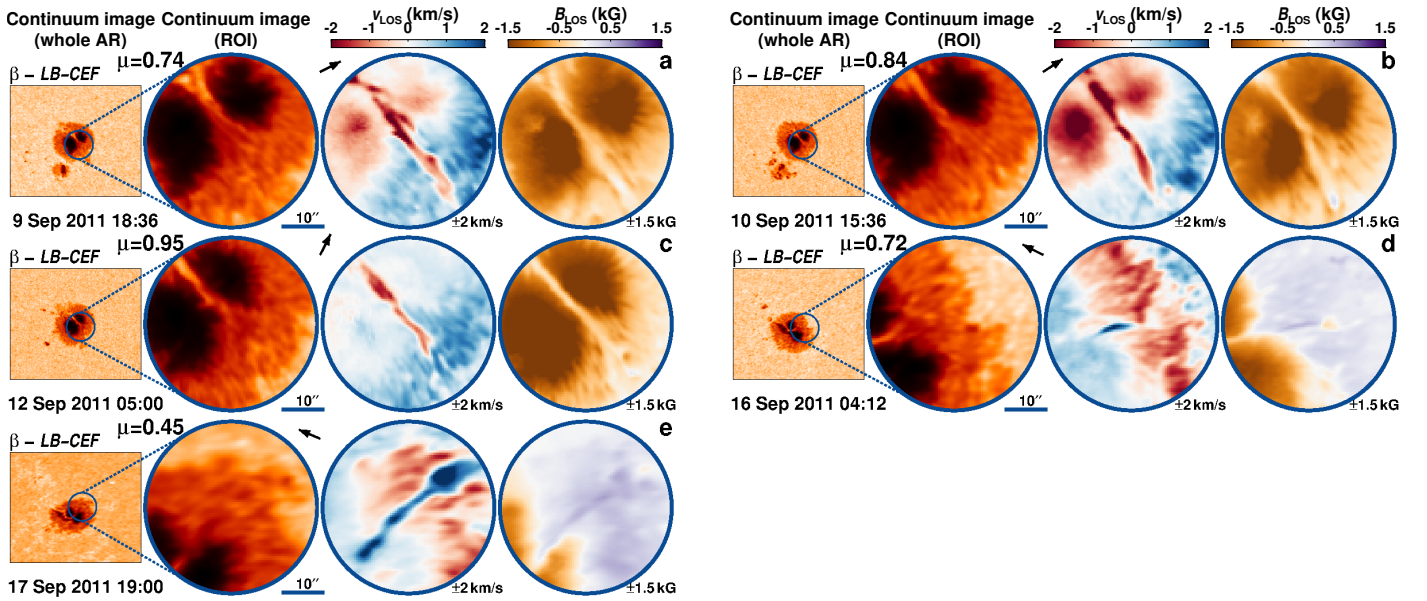 Continuum image Continuum image v_LOS (km/s) B_LOS (kG)
(whole AR) (ROI) -2 -1 0 1 2 -1.5 -0.5 0.5 1.5
β – LB–CEF μ=0.74 a
9 Sep 2011 18:36 10″ ±2 km/s ±1.5 kG
Continuum image Continuum image v_LOS (km/s) B_LOS (kG)
(whole AR) (ROI) -2 -1 0 1 2 -1.5 -0.5 0.5 1.5
β – LB–CEF μ=0.84 b
10 Sep 2011 15:36 10″ ±2 km/s ±1.5 kG
β – LB–CEF μ=0.95 c
12 Sep 2011 05:00 10″ ±2 km/s ±1.5 kG
β – LB–CEF μ=0.72 d
16 Sep 2011 04:12 10″ ±2 km/s ±1.5 kG
β – LB–CEF μ=0.45 e
17 Sep 2011 19:00 10″ ±2 km/s ±1.5 kG